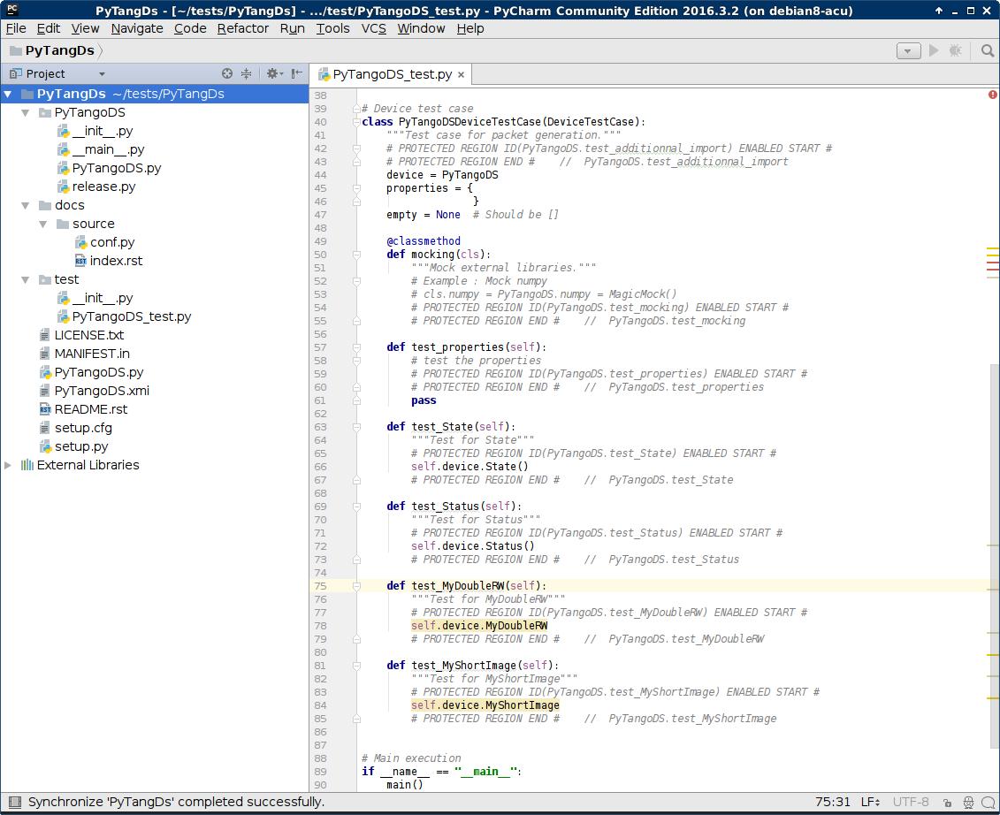 PC PyTangDs - [~/tests/PyTangDs] - .../test/PyTangoDS_test.py - PyCharm Community Edition 2016.3.2 (on debian8-acu)
File Edit View Navigate Code Refactor Run Tools VCS Window Help
PyTangDs
Project
PyTangDs ~/tests/PyTangDs
PyTangoDS
__init__.py
__main__.py
PyTangoDS.py
release.py
docs
source
conf.py
RST index.rst
test
__init__.py
PyTangoDS_test.py
LICENSE.txt
MANIFEST.in
PyTangoDS.py
PyTangoDS.xmi
RST README.rst
setup.cfg
setup.py
External Libraries
PyTangoDS_test.py ×
38
39 # Device test case
40 class PyTangoDSDeviceTestCase(DeviceTestCase):
41 """Test case for packet generation."""
42 # PROTECTED REGION ID(PyTangoDS.test_additionnal_import) ENABLED START #
43 # PROTECTED REGION END # // PyTangoDS.test_additionnal_import
44 device = PyTangoDS
45 properties = {
46 }
47 empty = None # Should be []
48
49 @classmethod
50 def mocking(cls):
51 """Mock external libraries."""
52 # Example : Mock numpy
53 # cls.numpy = PyTangoDS.numpy = MagicMock()
54 # PROTECTED REGION ID(PyTangoDS.test_mocking) ENABLED START #
55 # PROTECTED REGION END # // PyTangoDS.test_mocking
56
57 def test_properties(self):
58 # test the properties
59 # PROTECTED REGION ID(PyTangoDS.test_properties) ENABLED START #
60 # PROTECTED REGION END # // PyTangoDS.test_properties
61 pass
62
63 def test_State(self):
64 """Test for State"""
65 # PROTECTED REGION ID(PyTangoDS.test_State) ENABLED START #
66 self.device.State()
67 # PROTECTED REGION END # // PyTangoDS.test_State
68
69 def test_Status(self):
70 """Test for Status"""
71 # PROTECTED REGION ID(PyTangoDS.test_Status) ENABLED START #
72 self.device.Status()
73 # PROTECTED REGION END # // PyTangoDS.test_Status
74
75 def test_MyDoubleRW(self):
76 """Test for MyDoubleRW"""
77 # PROTECTED REGION ID(PyTangoDS.test_MyDoubleRW) ENABLED START #
78 self.device.MyDoubleRW
79 # PROTECTED REGION END # // PyTangoDS.test_MyDoubleRW
80
81 def test_MyShortImage(self):
82 """Test for MyShortImage"""
83 # PROTECTED REGION ID(PyTangoDS.test_MyShortImage) ENABLED START #
84 self.device.MyShortImage
85 # PROTECTED REGION END # // PyTangoDS.test_MyShortImage
86
87
88 # Main execution
89 if __name__ == "__main__":
90 main()
Synchronize 'PyTangDs' completed successfully. 75:31 LF UTF-8